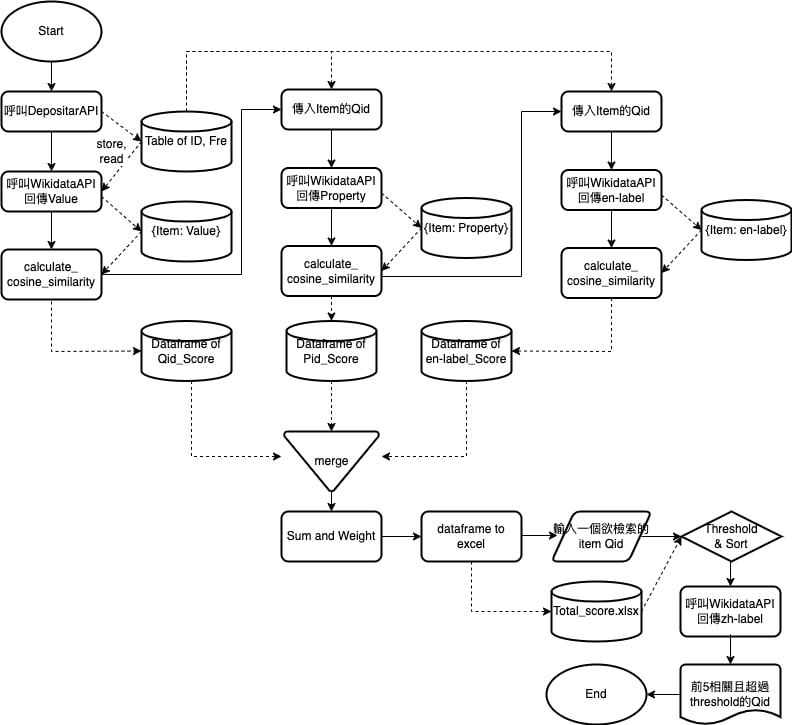 Start
呼叫DepositarAPI
Table of ID, Fre
store,
read
呼叫WikidataAPI
回傳Value
{Item: Value}
calculate_
cosine_similarity
傳入Item的Qid
呼叫WikidataAPI
回傳Property
{Item: Property}
calculate_
cosine_similarity
傳入Item的Qid
呼叫WikidataAPI
回傳en-label
{Item: en-label}
calculate_
cosine_similarity
Dataframe of
Qid_Score
Dataframe of
Pid_Score
Dataframe of
en-label_Score
merge
Sum and Weight
dataframe to
excel
輸入一個欲檢索的
item Qid
Threshold
& Sort
Total_score.xlsx
呼叫WikidataAPI
回傳zh-label
前5相關且超過
threshold的Qid
End